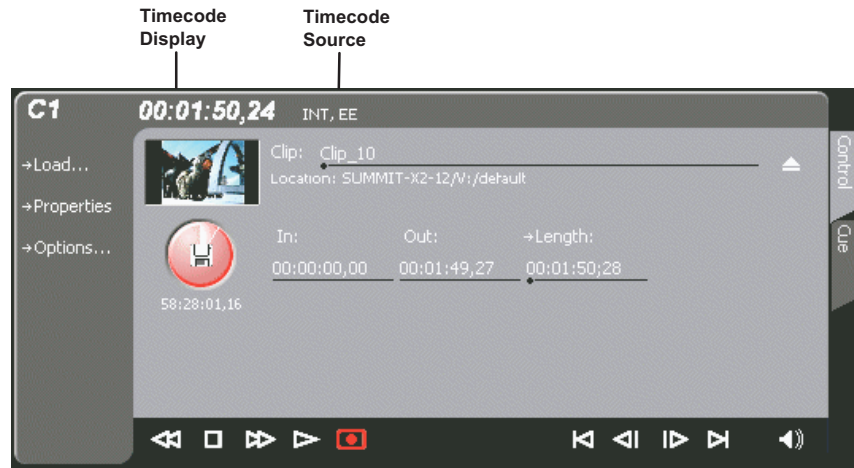 Timecode Display
Timecode Source
C1
00:01:50,24
INT, EE
→Load...
→Properties
→Options...
Clip: Clip_10
Location: SUMMIT-X2-12/V:/default
In:
Out:
→Length:
00:00:00,00
00:01:49,27
00:01:50;28
58:28:01,16
Control
Cue